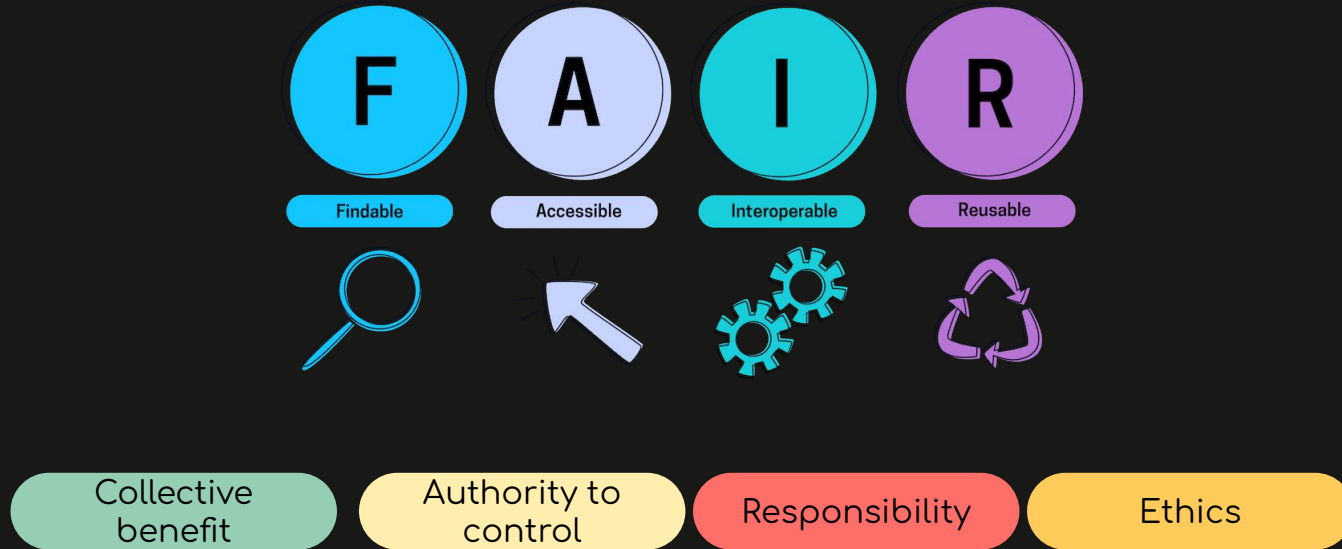 F A I R
Findable Accessible Interoperable Reusable
Collective
benefit
Authority to
control
Responsibility
Ethics